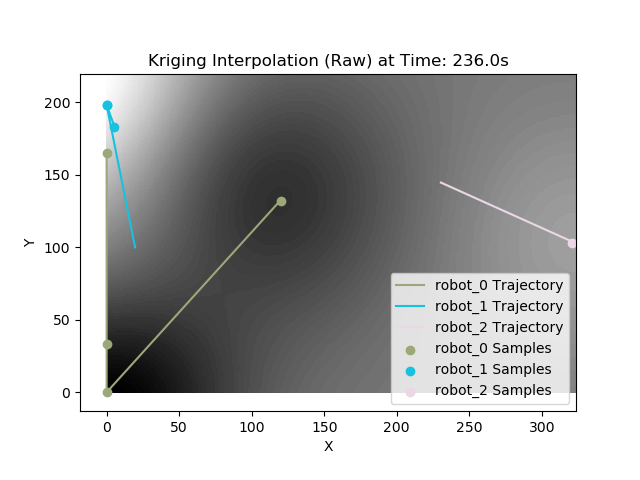 Kriging Interpolation (Raw) at Time: 236.0s
200
150
100
50
0
Y
0
50
100
150
200
250
300
X
robot_0 Trajectory
robot_1 Trajectory
robot_2 Trajectory
robot_0 Samples
robot_1 Samples
robot_2 Samples